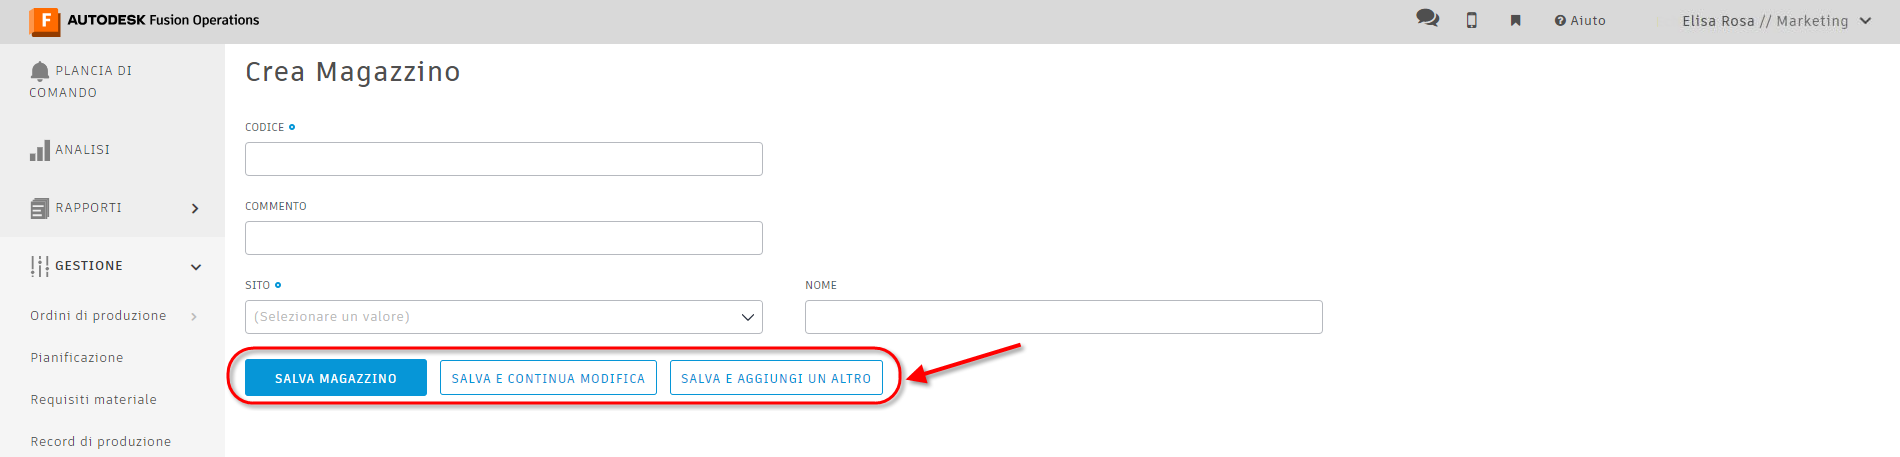 AUTODESK Fusion Operations
Aiuto
Elisa Rosa // Marketing
PLANCIA DI
COMANDO
ANALISI
RAPPORTI
GESTIONE
Ordini di produzione
Pianificazione
Requisiti materiale
Record di produzione
Crea Magazzino
CODICE
COMMENTO
SITO
NOME
(Selezionare un valore)
SALVA MAGAZZINO
SALVA E CONTINUA MODIFICA
SALVA E AGGIUNGI UN ALTRO